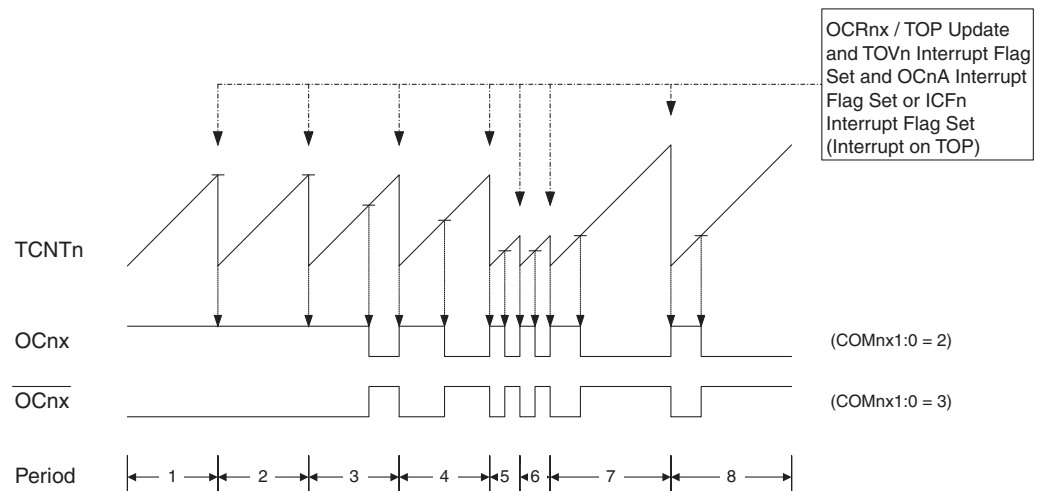 OCRnx / TOP Update
and TOVn Interrupt Flag
Set and OCnA Interrupt
Flag Set or ICFn
Interrupt Flag Set
(Interrupt on TOP)
TCNTn
OCnx
(COMnx1:0 = 2)
OCnx
(COMnx1:0 = 3)
Period 1 2 3 4 5 6 7 8